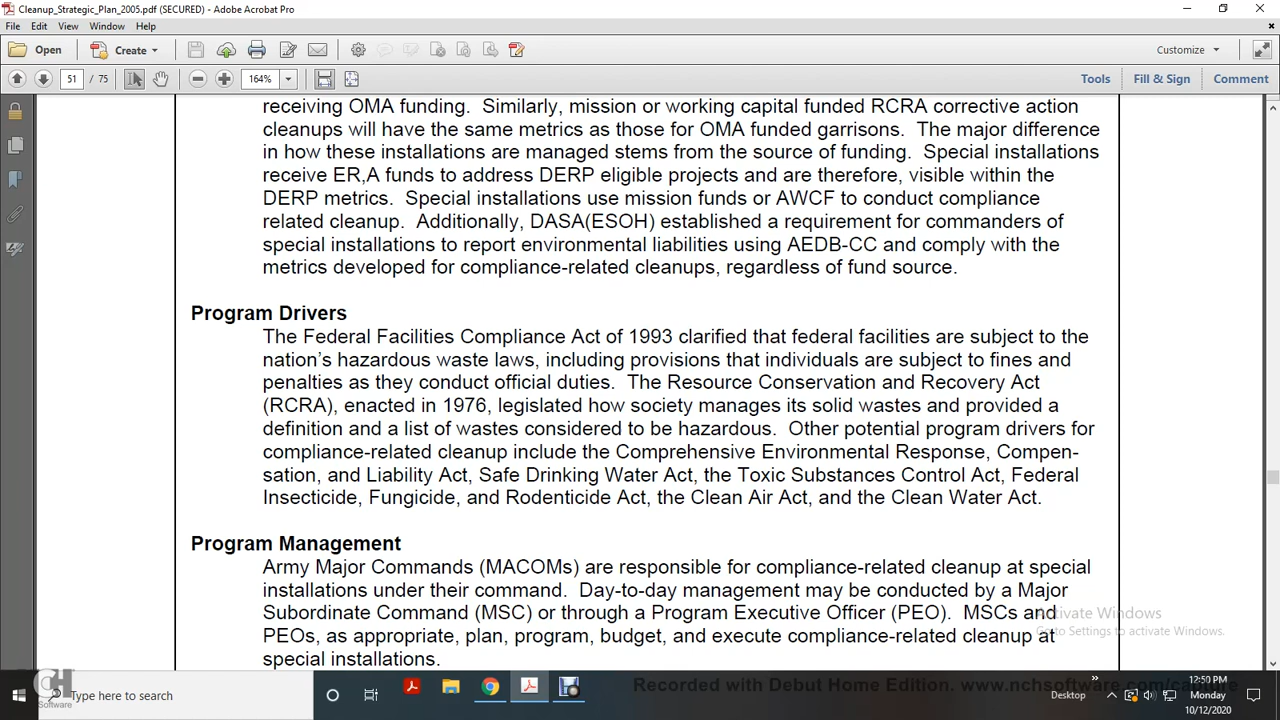 Cleanup_Strategic_Plan_2005.pdf (SECURED) - Adobe Acrobat Pro
File Edit View Window Help
Open Create Customize
51 / 75 164% Tools Fill & Sign Comment
receiving OMA funding. Similarly, mission or working capital funded RCRA corrective action
cleanups will have the same metrics as those for OMA funded garrisons. The major difference
in how these installations are managed stems from the source of funding. Special installations
receive ER,A funds to address DERP eligible projects and are therefore, visible within the
DERP metrics. Special installations use mission funds or AWCF to conduct compliance
related cleanup. Additionally, DASA(ESOH) established a requirement for commanders of
special installations to report environmental liabilities using AEDB-CC and comply with the
metrics developed for compliance-related cleanups, regardless of fund source.
Program Drivers
The Federal Facilities Compliance Act of 1993 clarified that federal facilities are subject to the
nation's hazardous waste laws, including provisions that individuals are subject to fines and
penalties as they conduct official duties. The Resource Conservation and Recovery Act
(RCRA), enacted in 1976, legislated how society manages its solid wastes and provided a
definition and a list of wastes considered to be hazardous. Other potential program drivers for
compliance-related cleanup include the Comprehensive Environmental Response, Compen-
sation, and Liability Act, Safe Drinking Water Act, the Toxic Substances Control Act, Federal
Insecticide, Fungicide, and Rodenticide Act, the Clean Air Act, and the Clean Water Act.
Program Management
Army Major Commands (MACOMs) are responsible for compliance-related cleanup at special
installations under their command. Day-to-day management may be conducted by a Major
Subordinate Command (MSC) or through a Program Executive Officer (PEO). MSCs and
Activate Windows
PEOs, as appropriate, plan, program, budget, and execute compliance-related cleanup at
Go to Settings to activate Windows.
special installations.
CH Software
Type here to search
Recorded with Debut Home Edition. www.nchsoftware.com/capture
Desktop
12:50 PM
Monday
10/12/2020